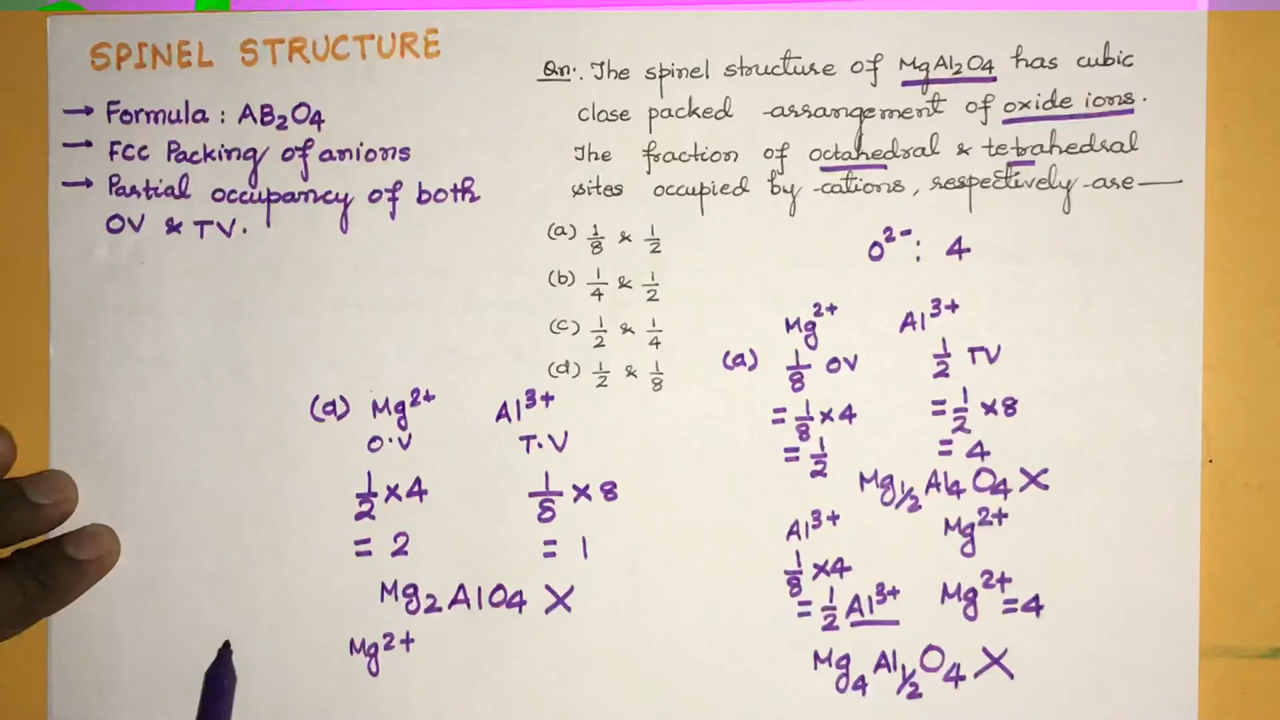 SPINEL STRUCTURE
→ Formula : AB₂O₄
→ FCC Packing of anions
→ Partial occupancy of both
OV & TV.
Qn:. The spinel structure of MgAl₂O₄ has cubic
close packed arrangement of oxide ions.
The fraction of octahedral & tetrahedral
sites occupied by cations, respectively are —
(a) 1/8 & 1/2
(b) 1/4 & 1/2
(c) 1/2 & 1/4
(d) 1/2 & 1/8
O²⁻ : 4
(a) Mg²⁺ Al³⁺
1/8 OV 1/2 TV
= 1/8 × 4 = 1/2 × 8
= 1/2 = 4
Mg1/2 Al4 O4 X
Al³⁺ Mg²⁺
1/8 × 4
= 1/2 Al³⁺ Mg²⁺ = 4
Mg4 Al1/2 O4 X
(d) Mg²⁺ Al³⁺
O.V T.V
1/2 × 4 1/8 × 8
= 2 = 1
Mg₂AlO₄ X
Mg²⁺